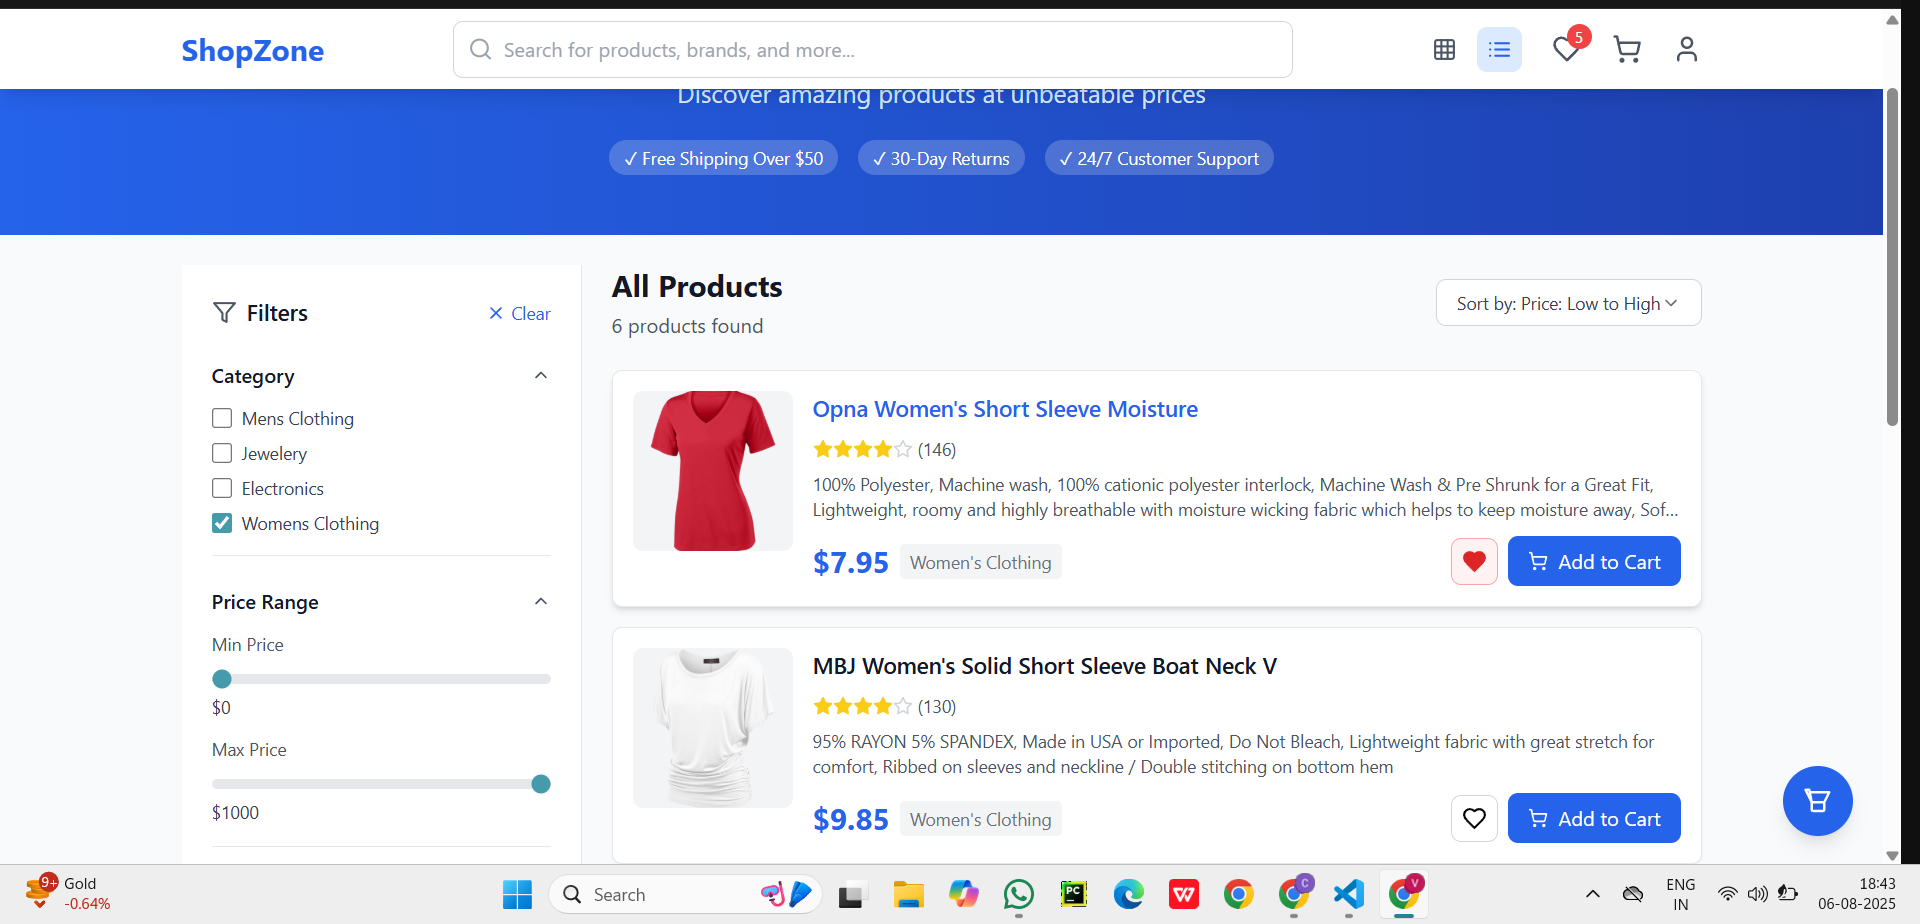 ShopZone
Search for products, brands, and more...
5
Discover amazing products at unbeatable prices
✓ Free Shipping Over $50
✓ 30-Day Returns
✓ 24/7 Customer Support
Filters
Clear
Category
Mens Clothing
Jewelery
Electronics
Womens Clothing
Price Range
Min Price
$0
Max Price
$1000
All Products
6 products found
Sort by: Price: Low to High
Opna Women's Short Sleeve Moisture
(146)
100% Polyester, Machine wash, 100% cationic polyester interlock, Machine Wash & Pre Shrunk for a Great Fit,
Lightweight, roomy and highly breathable with moisture wicking fabric which helps to keep moisture away, Sof...
$7.95
Women's Clothing
Add to Cart
MBJ Women's Solid Short Sleeve Boat Neck V
(130)
95% RAYON 5% SPANDEX, Made in USA or Imported, Do Not Bleach, Lightweight fabric with great stretch for
comfort, Ribbed on sleeves and neckline / Double stitching on bottom hem
$9.85
Women's Clothing
Add to Cart
9+
Gold
-0.64%
Search
PC
W
C
V
ENG
IN
18:43
06-08-2025